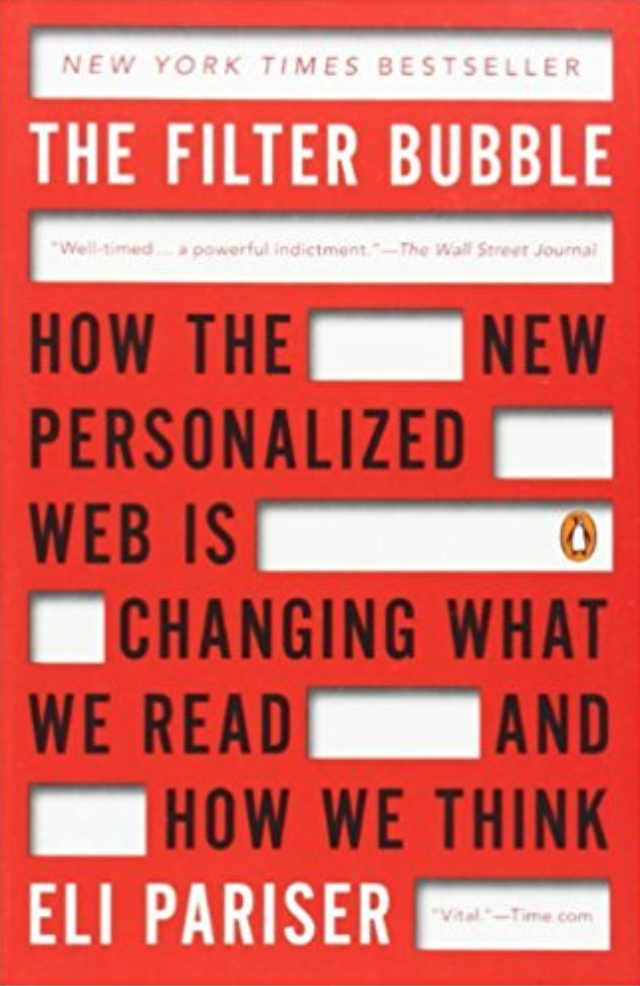 NEW YORK TIMES BESTSELLER
THE FILTER BUBBLE
"Well-timed ... a powerful indictment."—The Wall Street Journal
HOW THE NEW
PERSONALIZED
WEB IS
CHANGING WHAT
WE READ AND
HOW WE THINK
ELI PARISER "Vital."—Time.com